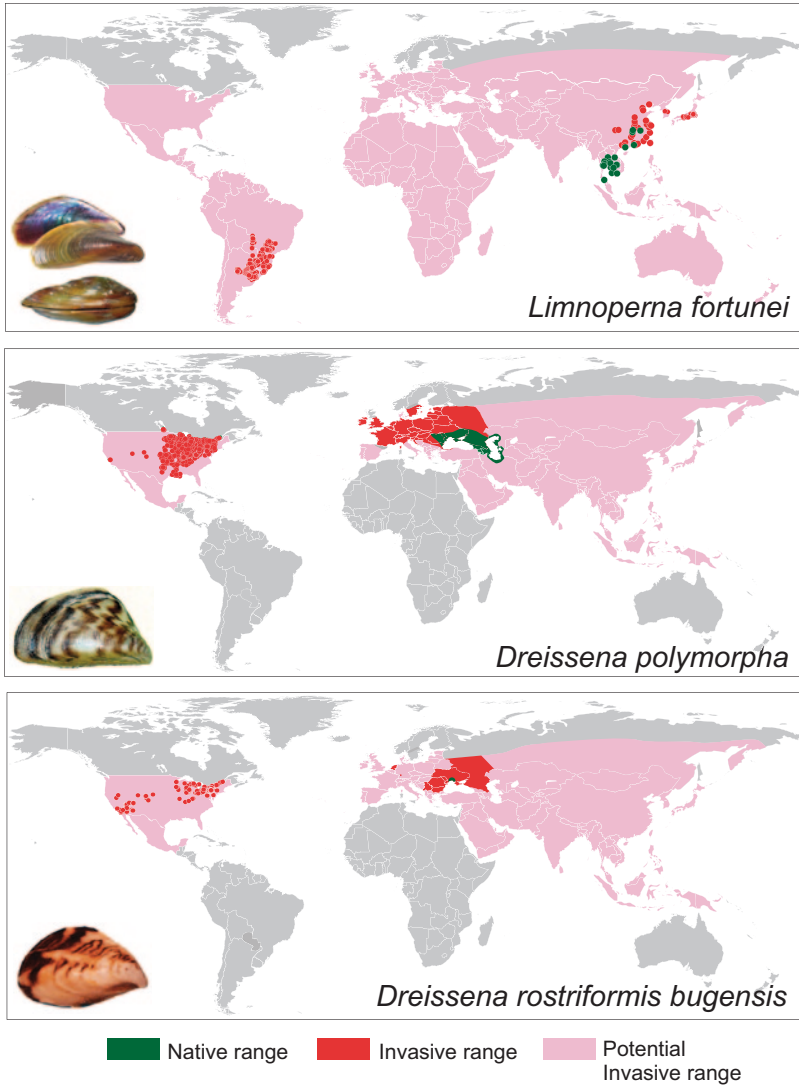 Limnoperna fortunei
Dreissena polymorpha
Dreissena rostriformis bugensis
Native range
Invasive range
Potential
Invasive range